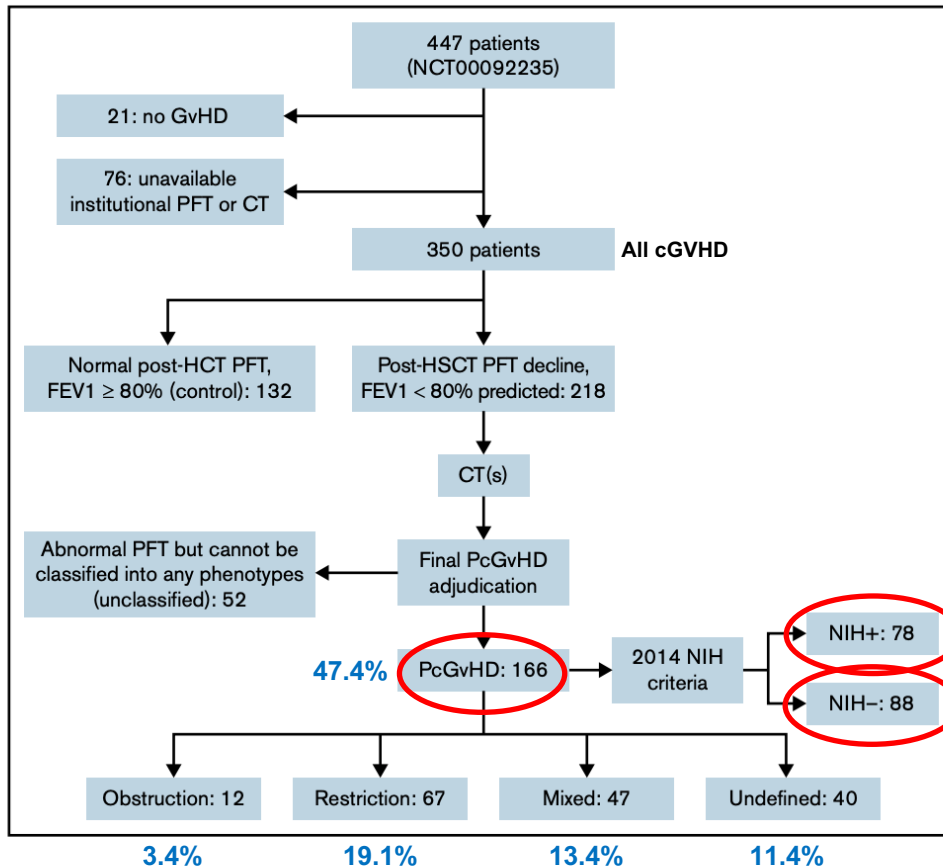 447 patients
(NCT00092235)
21: no GvHD
76: unavailable
institutional PFT or CT
350 patients
All cGVHD
Normal post-HCT PFT,
FEV1 ≥ 80% (control): 132
Post-HSCT PFT decline,
FEV1 < 80% predicted: 218
CT(s)
Abnormal PFT but cannot be
classified into any phenotypes
(unclassified): 52
Final PcGvHD
adjudication
47.4%
PcGvHD: 166
2014 NIH
criteria
NIH+: 78
NIH–: 88
Obstruction: 12
Restriction: 67
Mixed: 47
Undefined: 40
3.4%
19.1%
13.4%
11.4%